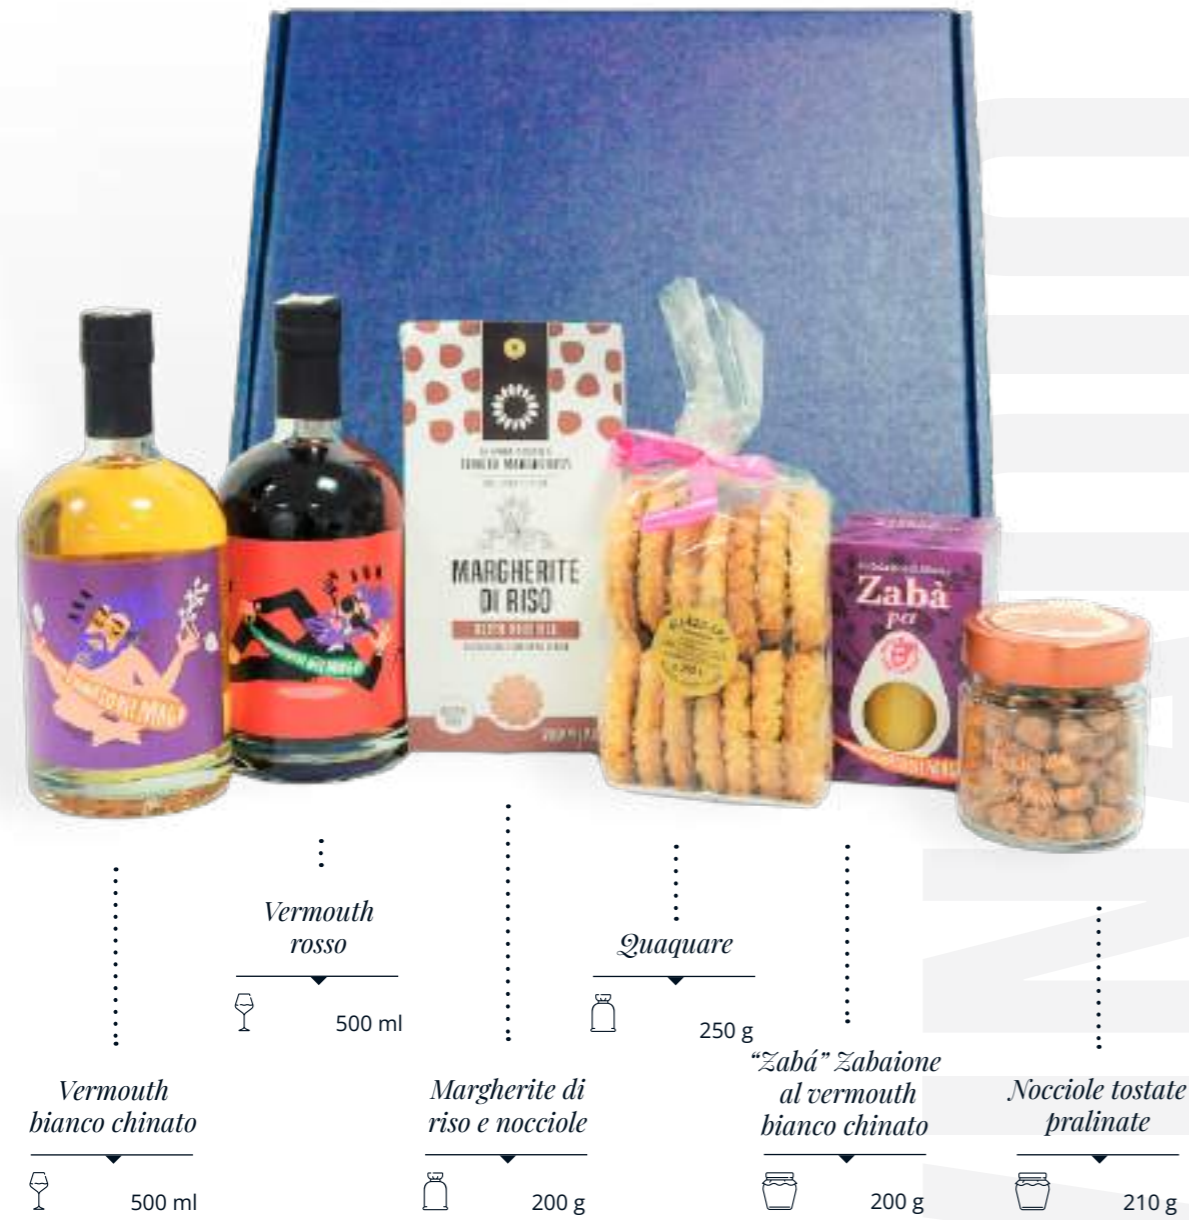 MARGHERITE
DI RISO
Zabà
per
Vermouth
rosso
500 ml
Quaquare
250 g
Vermouth
bianco chinato
500 ml
Margherite di
riso e nocciole
200 g
“Zabá” Zabaione
al vermouth
bianco chinato
200 g
Nocciole tostate
pralinate
210 g